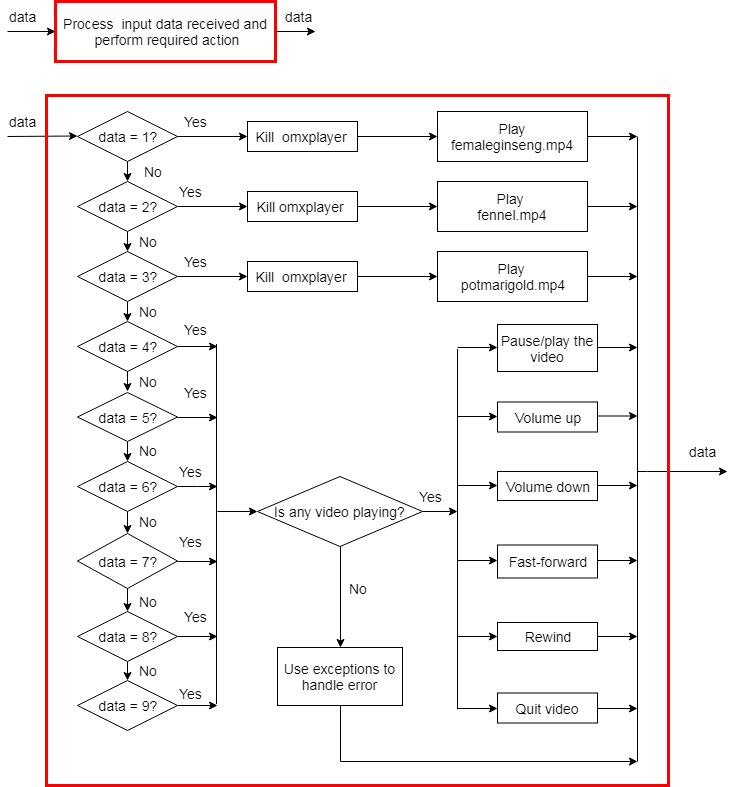 data
Process input data received and
perform required action
data
data
data = 1?
Yes
Kill omxplayer
Play
femaleginseng.mp4
No
data = 2?
Yes
Kill omxplayer
Play
fennel.mp4
No
data = 3?
Yes
Kill omxplayer
Play
potmarigold.mp4
No
data = 4?
Yes
Pause/play the
video
No
data = 5?
Yes
Volume up
No
data = 6?
Yes
Is any video playing?
Yes
Volume down
data
No
data = 7?
Yes
Fast-forward
No
No
data = 8?
Yes
Use exceptions to
handle error
Rewind
No
data = 9?
Yes
Quit video